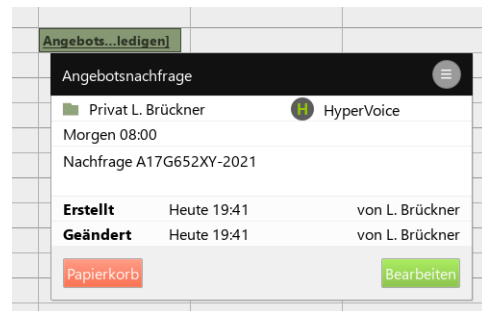 Angebots...ledigen]
Angebotsnachfrage
Privat L. Brückner H HyperVoice
Morgen 08:00
Nachfrage A17G652XY-2021
Erstellt Heute 19:41 von L. Brückner
Geändert Heute 19:41 von L. Brückner
Papierkorb Bearbeiten